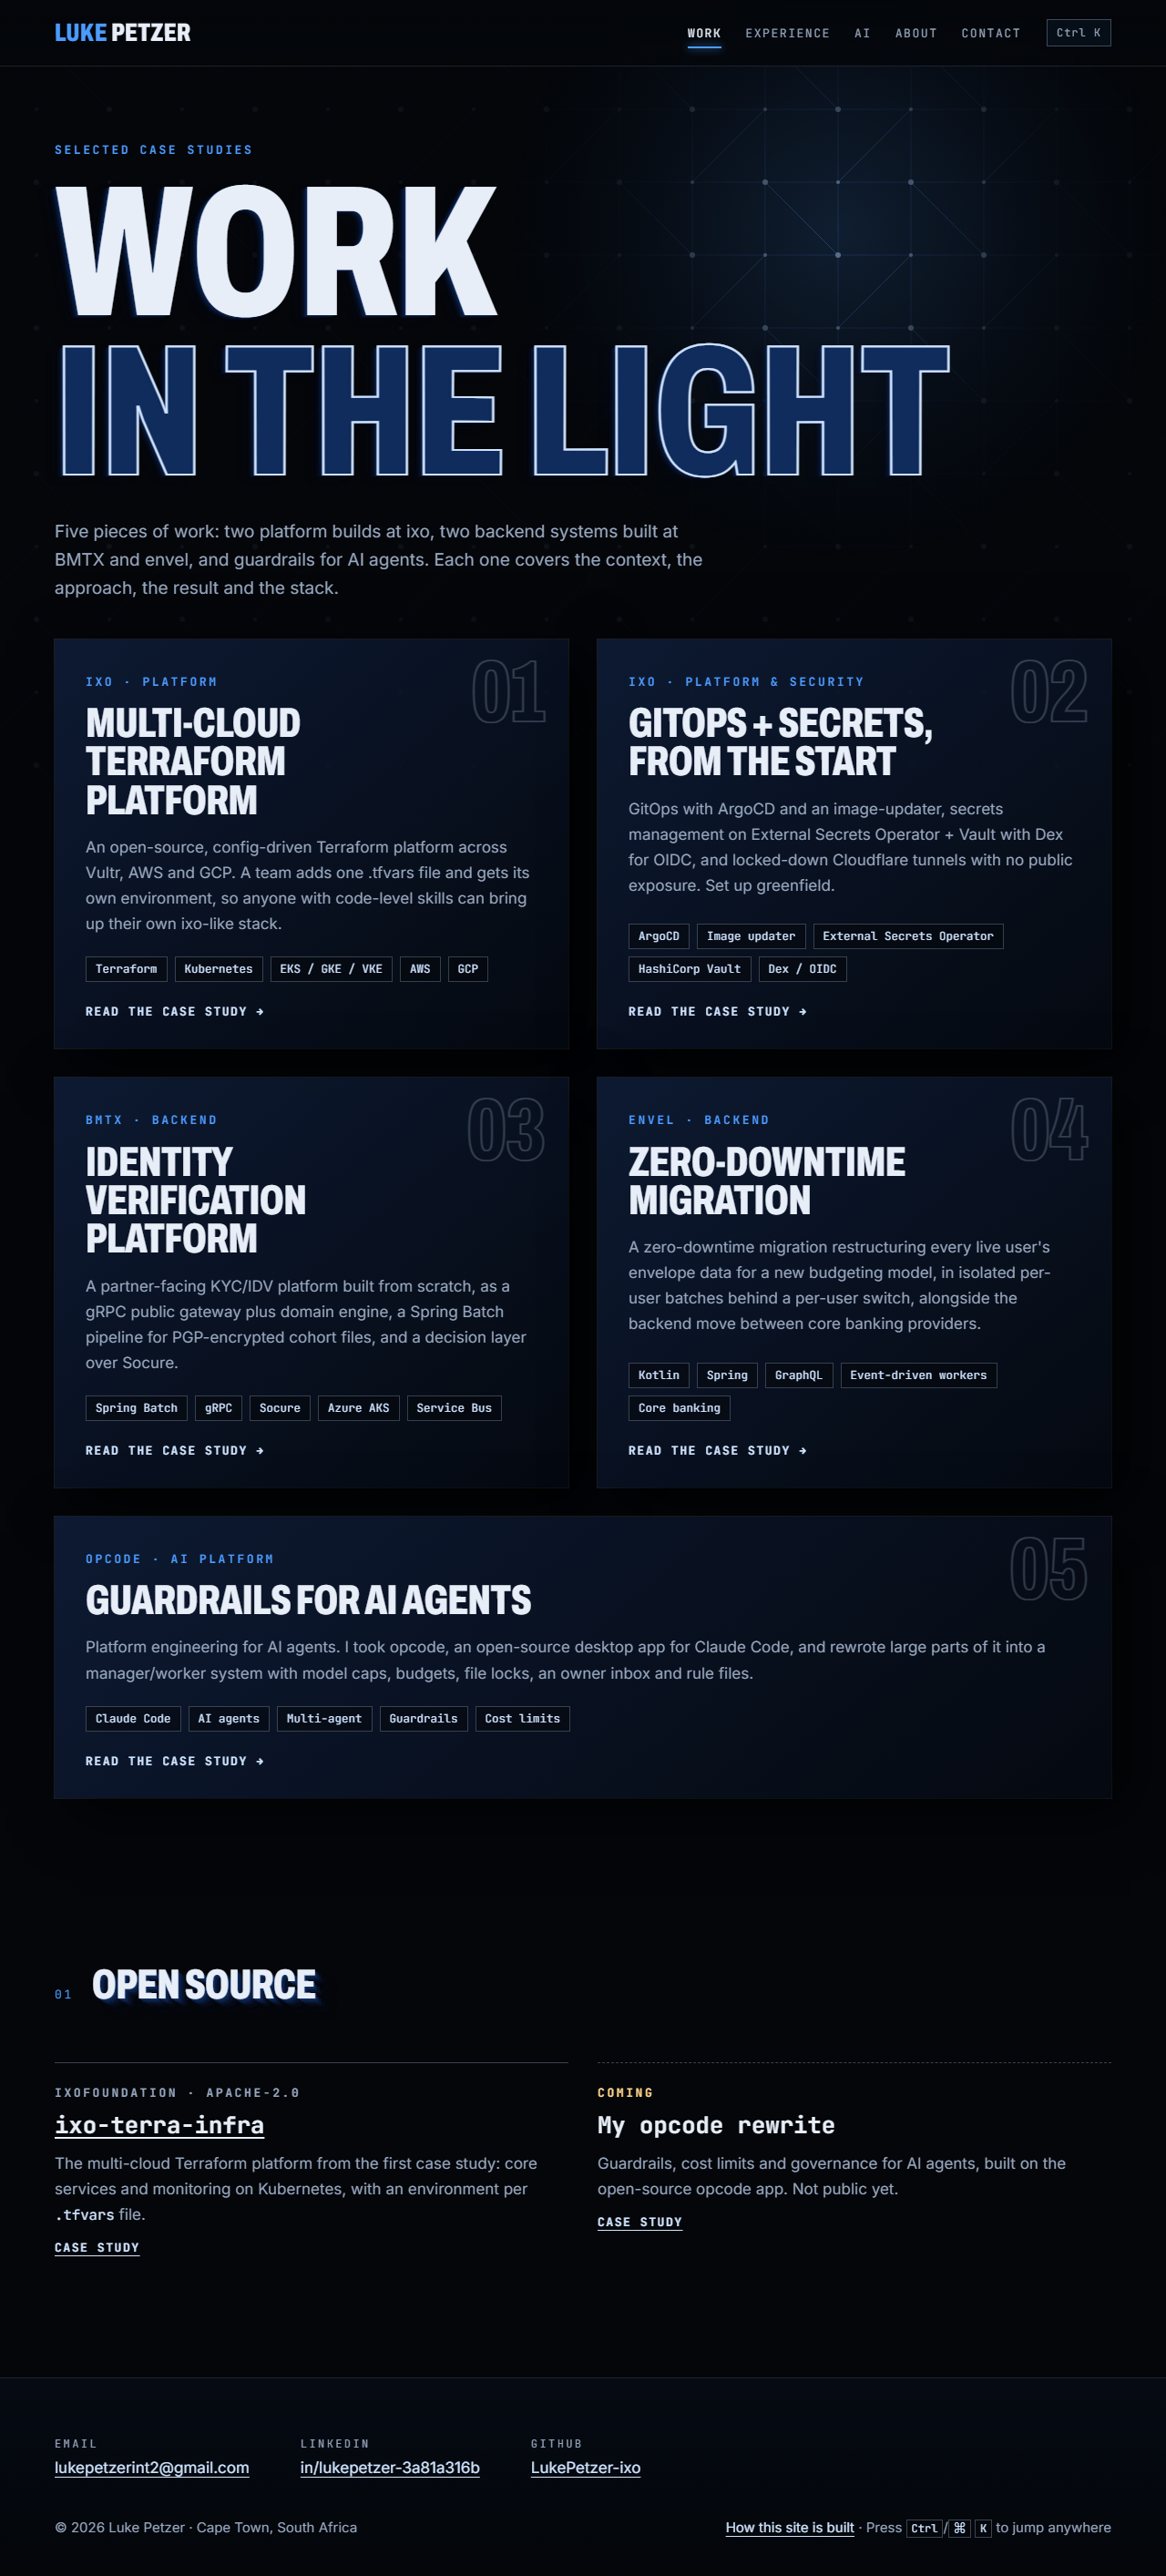 LUKE PETZER
WORK EXPERIENCE AI ABOUT CONTACT Ctrl K
SELECTED CASE STUDIES
WORK
IN THE LIGHT
Five pieces of work: two platform builds at ixo, two backend systems built at
BMTX and envel, and guardrails for AI agents. Each one covers the context, the
approach, the result and the stack.
01
IXO · PLATFORM
MULTI-CLOUD
TERRAFORM
PLATFORM
An open-source, config-driven Terraform platform across
Vultr, AWS and GCP. A team adds one .tfvars file and gets its
own environment, so anyone with code-level skills can bring
up their own ixo-like stack.
Terraform Kubernetes EKS / GKE / VKE AWS GCP
READ THE CASE STUDY →
02
IXO · PLATFORM & SECURITY
GITOPS + SECRETS,
FROM THE START
GitOps with ArgoCD and an image-updater, secrets
management on External Secrets Operator + Vault with Dex
for OIDC, and locked-down Cloudflare tunnels with no public
exposure. Set up greenfield.
ArgoCD Image updater External Secrets Operator
HashiCorp Vault Dex / OIDC
READ THE CASE STUDY →
03
BMTX · BACKEND
IDENTITY
VERIFICATION
PLATFORM
A partner-facing KYC/IDV platform built from scratch, as a
gRPC public gateway plus domain engine, a Spring Batch
pipeline for PGP-encrypted cohort files, and a decision layer
over Socure.
Spring Batch gRPC Socure Azure AKS Service Bus
READ THE CASE STUDY →
04
ENVEL · BACKEND
ZERO-DOWNTIME
MIGRATION
A zero-downtime migration restructuring every live user's
envelope data for a new budgeting model, in isolated per-
user batches behind a per-user switch, alongside the
backend move between core banking providers.
Kotlin Spring GraphQL Event-driven workers
Core banking
READ THE CASE STUDY →
05
OPCODE · AI PLATFORM
GUARDRAILS FOR AI AGENTS
Platform engineering for AI agents. I took opcode, an open-source desktop app for Claude Code, and rewrote large parts of it into a
manager/worker system with model caps, budgets, file locks, an owner inbox and rule files.
Claude Code AI agents Multi-agent Guardrails Cost limits
READ THE CASE STUDY →
01 OPEN SOURCE
IXOFOUNDATION · APACHE-2.0
ixo-terra-infra
The multi-cloud Terraform platform from the first case study: core
services and monitoring on Kubernetes, with an environment per
.tfvars file.
CASE STUDY
COMING
My opcode rewrite
Guardrails, cost limits and governance for AI agents, built on the
open-source opcode app. Not public yet.
CASE STUDY
EMAIL
lukepetzerint2@gmail.com
LINKEDIN
in/lukepetzer-3a81a316b
GITHUB
LukePetzer-ixo
© 2026 Luke Petzer · Cape Town, South Africa
How this site is built · Press Ctrl/⌘ K to jump anywhere